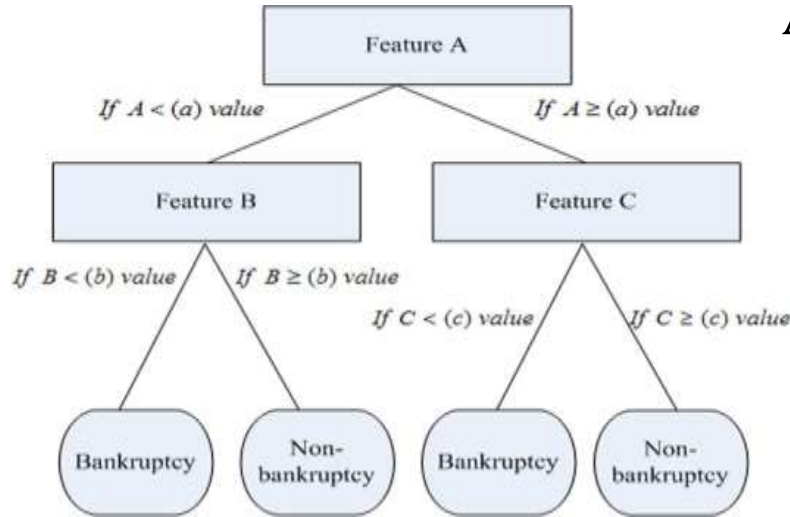 Feature A
If A < (a) value
If A ≥ (a) value
Feature B
Feature C
If B < (b) value
If B ≥ (b) value
If C < (c) value
If C ≥ (c) value
Bankruptcy
Non-
bankruptcy
Bankruptcy
Non-
bankruptcy